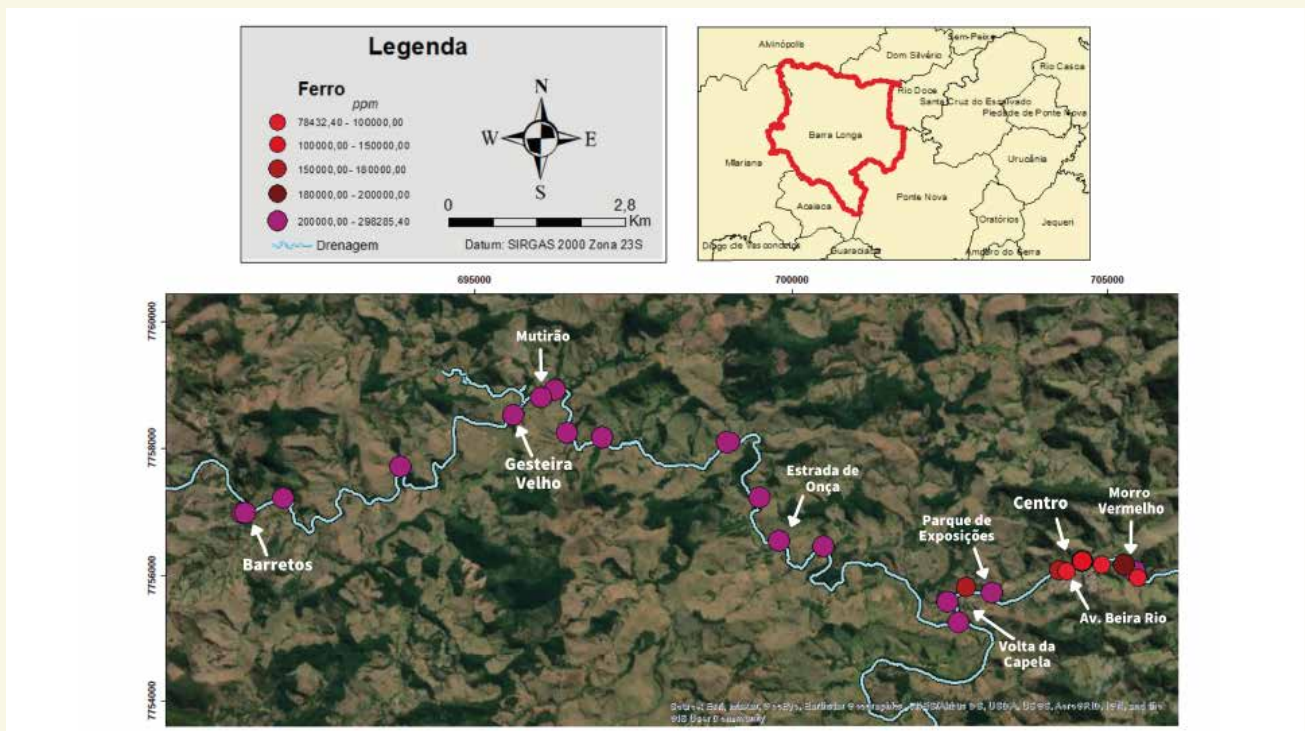 Legenda
Ferro
ppm
78432,40 - 100000,00
100000,00 - 150000,00
150000,00 - 180000,00
180000,00 - 200000,00
200000,00 - 298285,40
Drenagem
N
W
E
S
0
2,8
Km
Datum: SIRGAS 2000 Zona 23S
Alvinópolis
Sem-Peixe
Dom Silvério
Rio Casca
Rio Doce
Santa Cruz do Escalvado
Piedade de Ponte Nova
Barra Longa
Mariana
Urucânia
Ponte Nova
Acaiaca
Oratórios
Jequeri
Diogo de Vasconcelos
Guaraciaba
Amparo do Serra
695000
700000
705000
7760000
7758000
7756000
7754000
Mutirão
Gesteira
Velho
Barretos
Estrada de
Onça
Parque de
Exposições
Centro
Morro
Vermelho
Av. Beira Rio
Volta da
Capela
GIS User Community